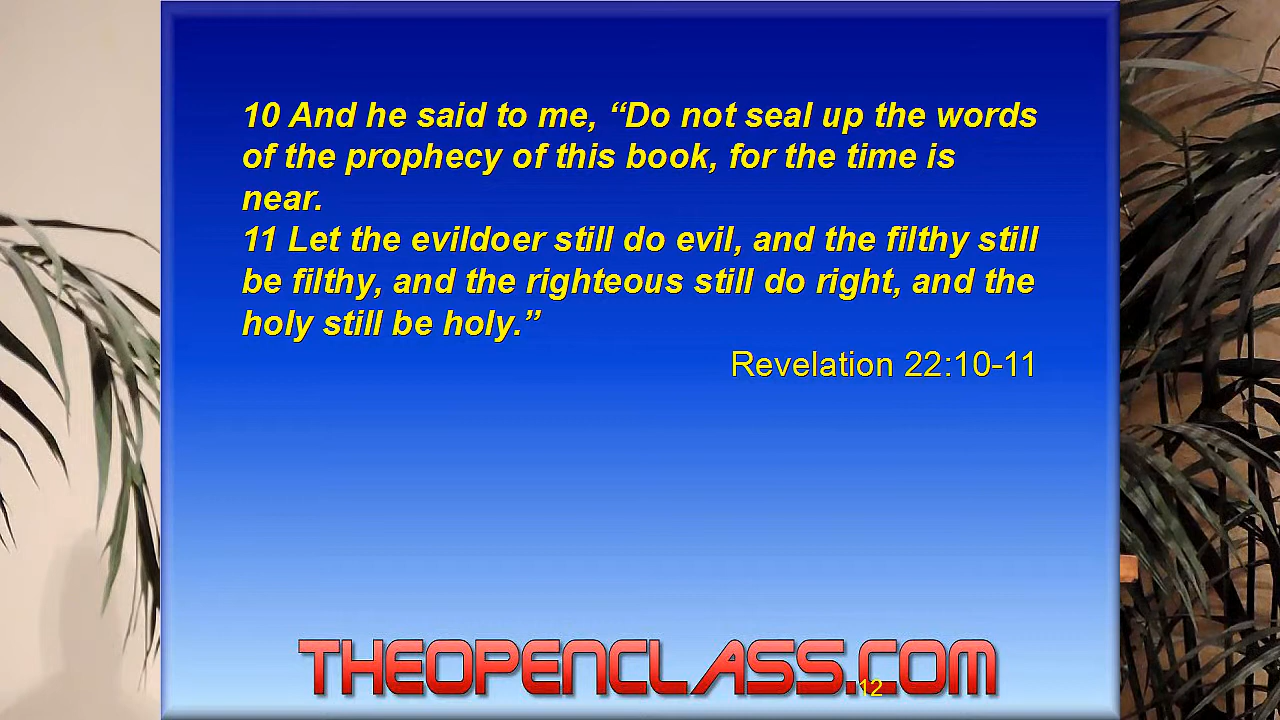 10 And he said to me, “Do not seal up the words
of the prophecy of this book, for the time is
near.
11 Let the evildoer still do evil, and the filthy still
be filthy, and the righteous still do right, and the
holy still be holy.”
Revelation 22:10-11
THEOPENCLASS.COM
12